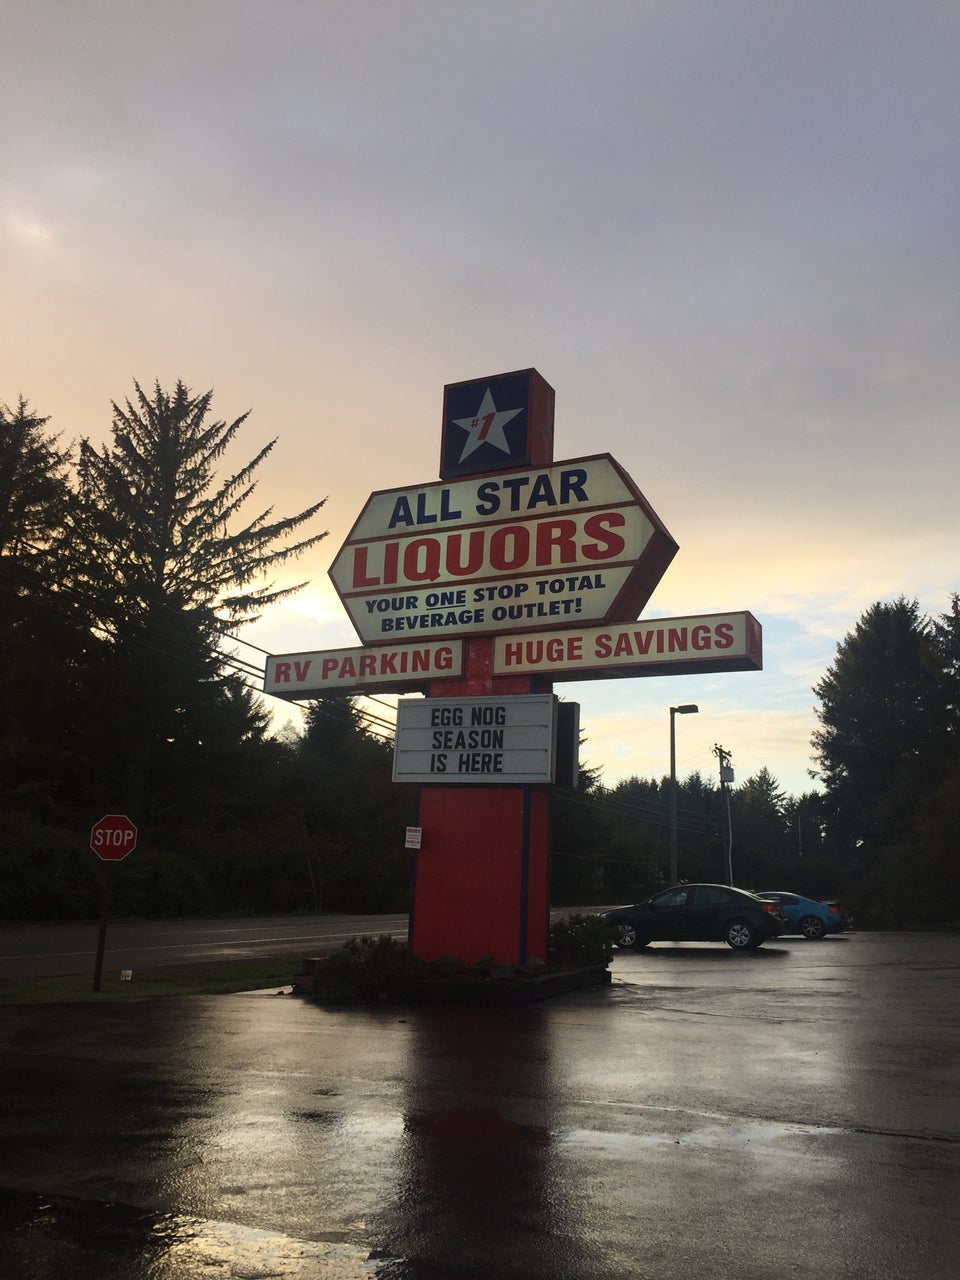 #1
ALL STAR
LIQUORS
YOUR ONE STOP TOTAL
BEVERAGE OUTLET!
RV PARKING
HUGE SAVINGS
EGG NOG
SEASON
IS HERE
STOP